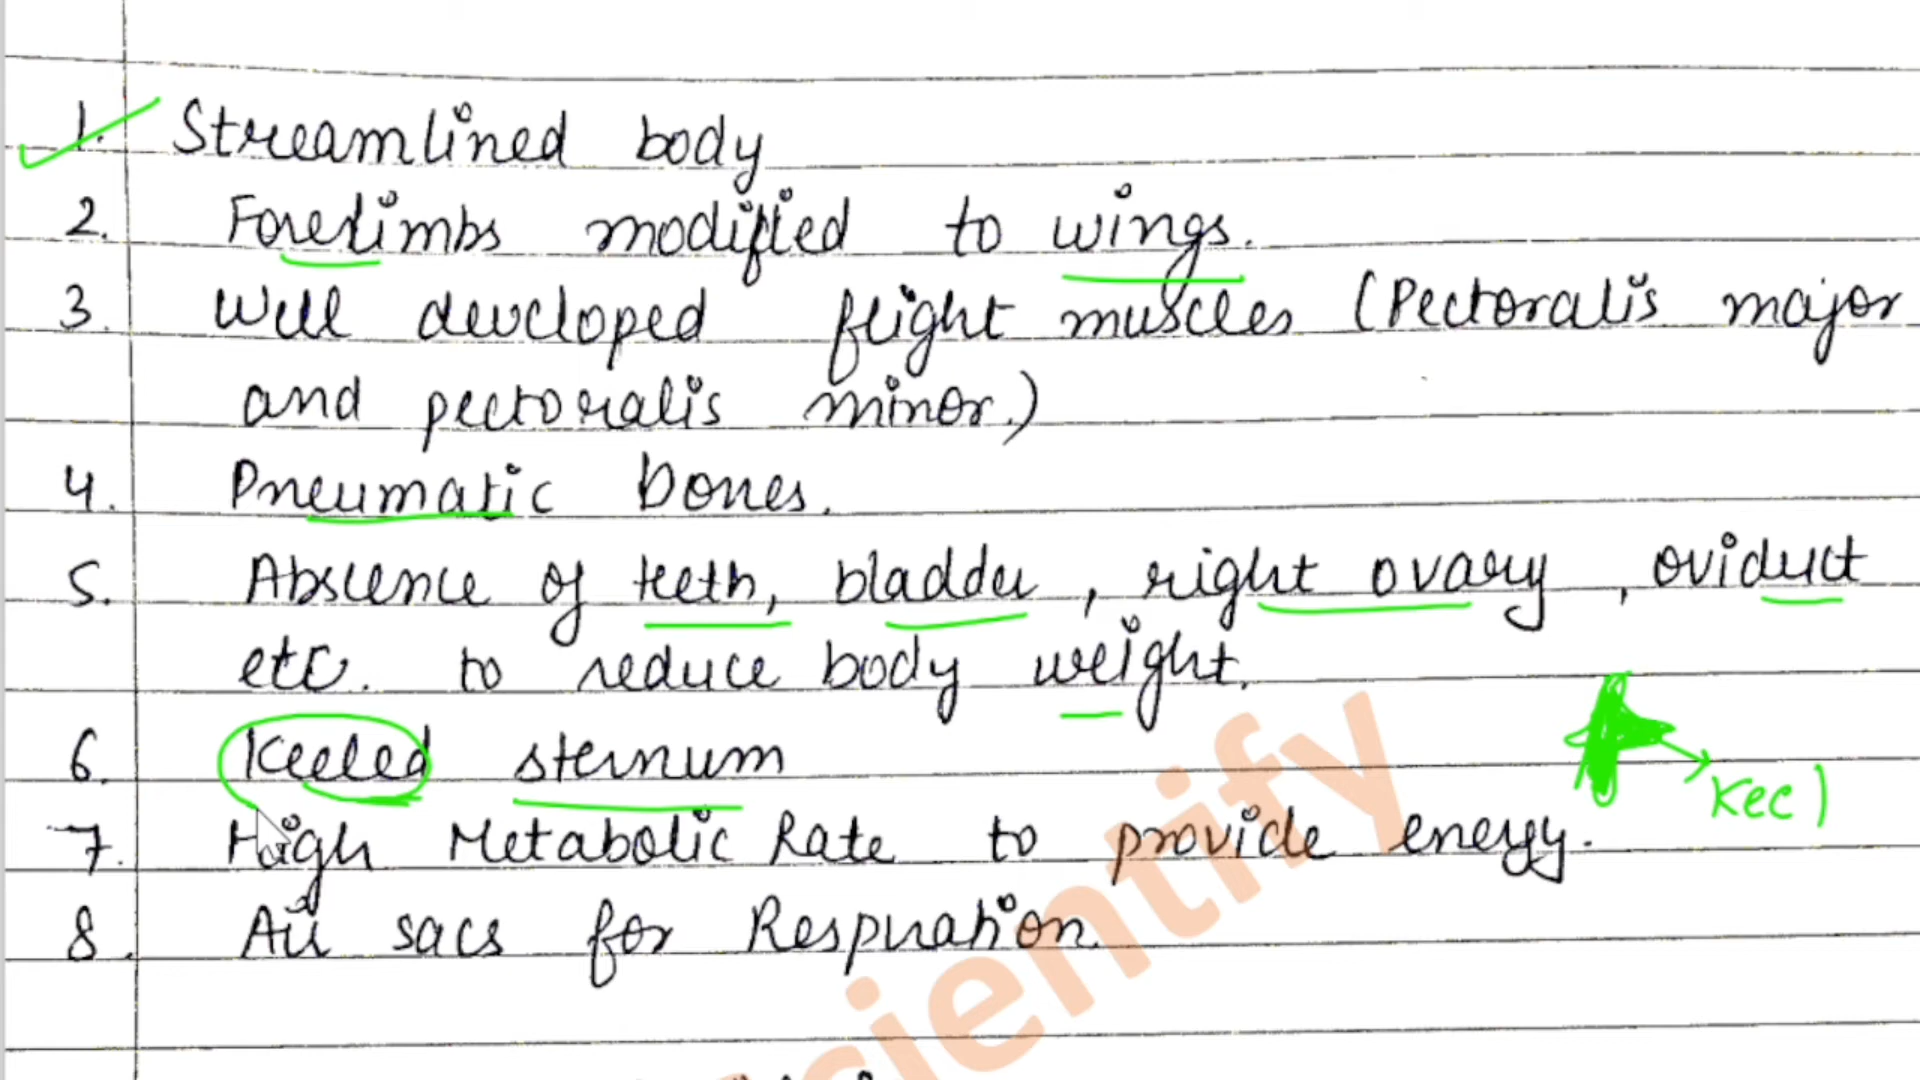 1. Streamlined body
2. Forelimbs modified to wings.
3. Well developed flight muscles (Pectoralis major
and pectoralis minor.)
4. Pneumatic bones.
5. Abscence of teeth, bladder, right ovary, oviduct
etc. to reduce body weight.
6. Keeled sternum
Keel
7. High Metabolic Rate to provide energy.
8. Air sacs for Respiration.
scientify